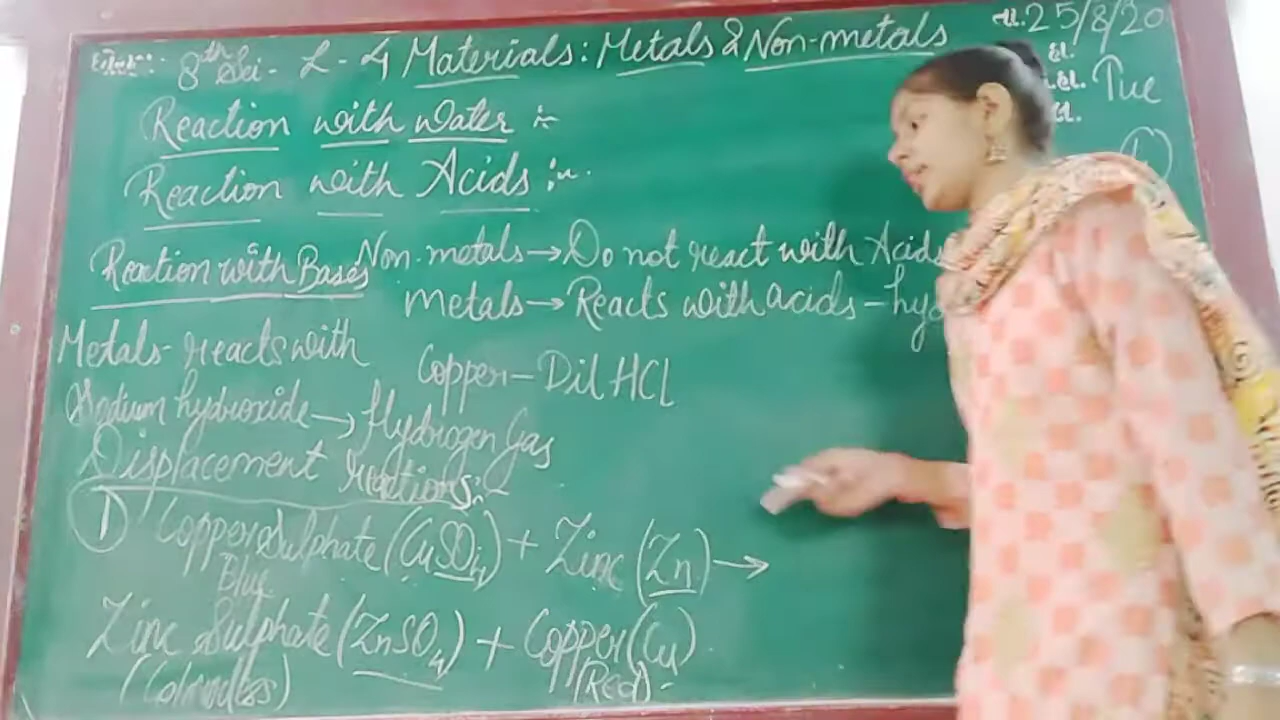 8th Sci - L - 4 Materials: Metals & Non-metals
તા. 25/8/20
Tue
Reaction with Water :-
Reaction with Acids :-
Reaction with Bases
Non-metals → Do not react with Acids
Metals → Reacts with acids - hyd
Metals - reacts with
Sodium hydroxide → Hydrogen Gas
Copper - Dil HCL
Displacement Reactions :-
① Copper Sulphate (CuSO4) + Zinc (Zn) →
Blue
Zinc Sulphate (ZnSO4) + Copper (Cu)
(Colourless) (Red) -